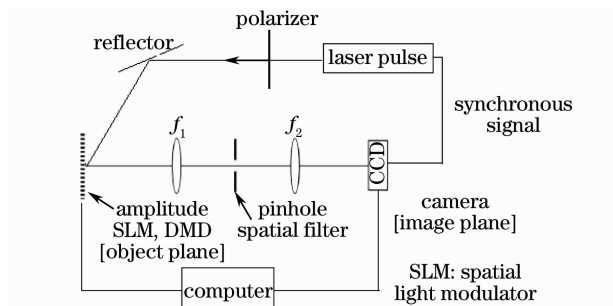 polarizer
reflector
laser pulse
synchronous
signal
f1
f2
CCD
amplitude
SLM, DMD
[object plane]
pinhole
spatial filter
camera
[image plane]
computer
SLM: spatial
light modulator